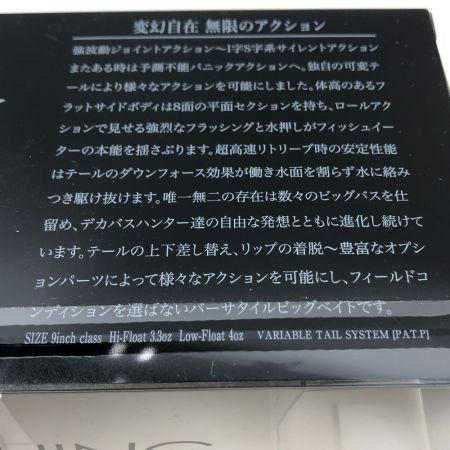 変幻自在 無限のアクション
強波動ジョイントアクション〜I字S字系サイレントアクション
またある時は予測不能パニックアクションへ。独自の可変テ
ールにより様々なアクションを可能にしました。体高のあるフ
ラットサイドボディは8面の平面セクションを持ち、ロールアク
ションで見せる強烈なフラッシングと水押しがフィッシュイー
ターの本能を揺さぶります。超高速リトリーブ時の安定性能
はテールのダウンフォース効果が働き水面を割らず水に絡み
つき駆け抜けます。唯一無二の存在は数々のビッグバスを仕
留め、デカバスハンター達の自由な発想とともに進化し続けて
います。テールの上下差し替え、リップの着脱〜豊富なオプシ
ョンパーツによって様々なアクションを可能にし、フィールドコ
ンディションを選ばないバーサタイルビッグベイトです。
SIZE 9inch class Hi-Float 3.3oz Low-Float 4oz VARIABLE TAIL SYSTEM [PAT.P]